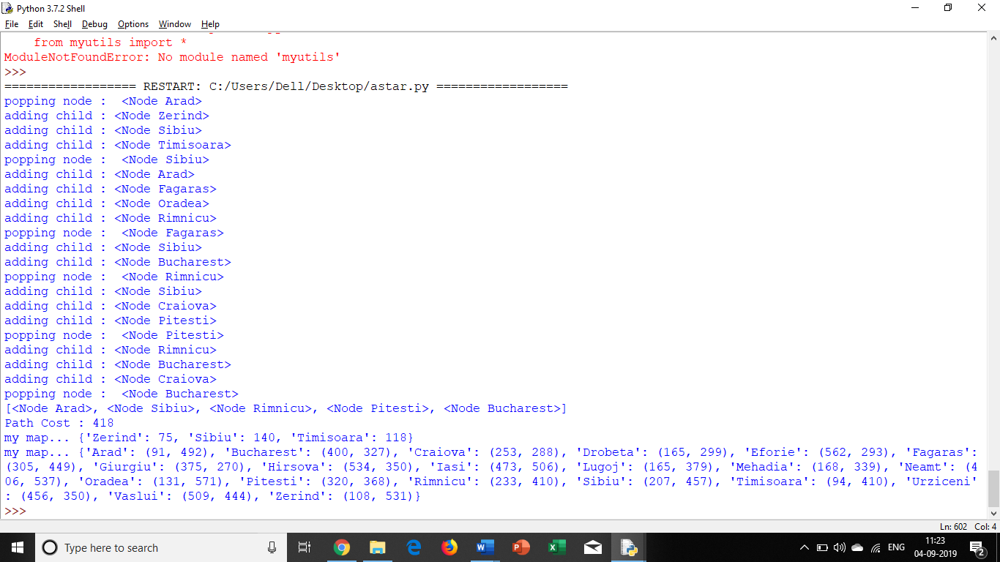 Python 3.7.2 Shell
File Edit Shell Debug Options Window Help
from myutils import *
ModuleNotFoundError: No module named 'myutils'
>>>
================== RESTART: C:/Users/Dell/Desktop/astar.py ==================
popping node :  <Node Arad>
adding child : <Node Zerind>
adding child : <Node Sibiu>
adding child : <Node Timisoara>
popping node :  <Node Sibiu>
adding child : <Node Arad>
adding child : <Node Fagaras>
adding child : <Node Oradea>
adding child : <Node Rimnicu>
popping node :  <Node Fagaras>
adding child : <Node Sibiu>
adding child : <Node Bucharest>
popping node :  <Node Rimnicu>
adding child : <Node Sibiu>
adding child : <Node Craiova>
adding child : <Node Pitesti>
popping node :  <Node Pitesti>
adding child : <Node Rimnicu>
adding child : <Node Bucharest>
adding child : <Node Craiova>
popping node :  <Node Bucharest>
[<Node Arad>, <Node Sibiu>, <Node Rimnicu>, <Node Pitesti>, <Node Bucharest>]
Path Cost : 418
my map... {'Zerind': 75, 'Sibiu': 140, 'Timisoara': 118}
my map... {'Arad': (91, 492), 'Bucharest': (400, 327), 'Craiova': (253, 288), 'Drobeta': (165, 299), 'Eforie': (562, 293), 'Fagaras':
(305, 449), 'Giurgiu': (375, 270), 'Hirsova': (534, 350), 'Iasi': (473, 506), 'Lugoj': (165, 379), 'Mehadia': (168, 339), 'Neamt': (4
06, 537), 'Oradea': (131, 571), 'Pitesti': (320, 368), 'Rimnicu': (233, 410), 'Sibiu': (207, 457), 'Timisoara': (94, 410), 'Urziceni'
: (456, 350), 'Vaslui': (509, 444), 'Zerind': (108, 531)}
>>>
Ln: 602 Col: 4
Type here to search
ENG
11:23
04-09-2019
2